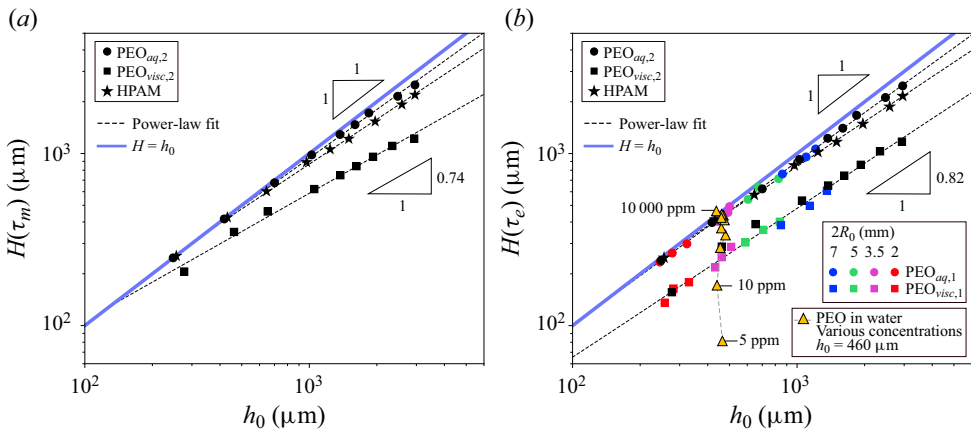 (a)
PEOaq,2
PEOvisc,2
HPAM
Power-law fit
H = h0
1
1
0.74
1
10^3
10^2
H(τm) (μm)
10^2
10^3
h0 (μm)
(b)
PEOaq,2
PEOvisc,2
HPAM
Power-law fit
H = h0
1
1
0.82
1
10 000 ppm
10 ppm
5 ppm
2R0 (mm)
7 5 3.5 2
PEOaq,1
PEOvisc,1
PEO in water
Various concentrations
h0 = 460 μm
10^3
10^2
H(τe) (μm)
10^2
10^3
h0 (μm)